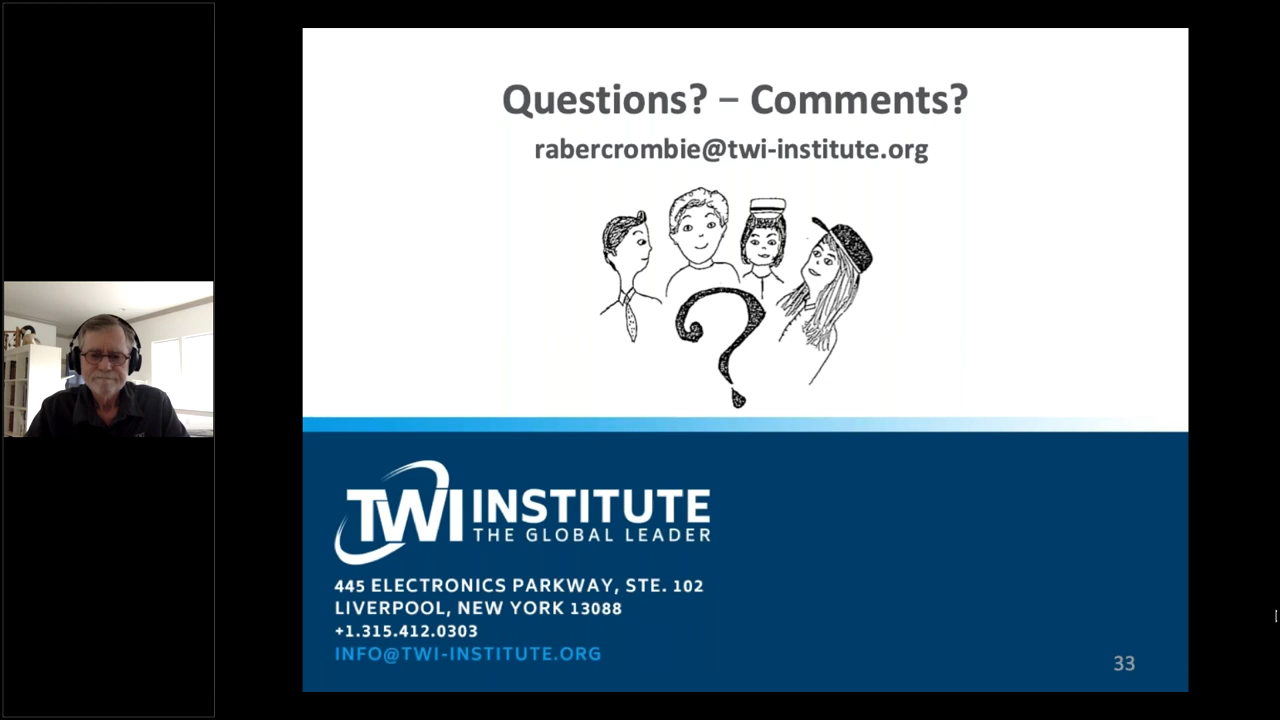 Questions? – Comments?
rabercrombie@twi-institute.org
?
TWI INSTITUTE
THE GLOBAL LEADER
445 ELECTRONICS PARKWAY, STE. 102
LIVERPOOL, NEW YORK 13088
+1.315.412.0303
INFO@TWI-INSTITUTE.ORG
33